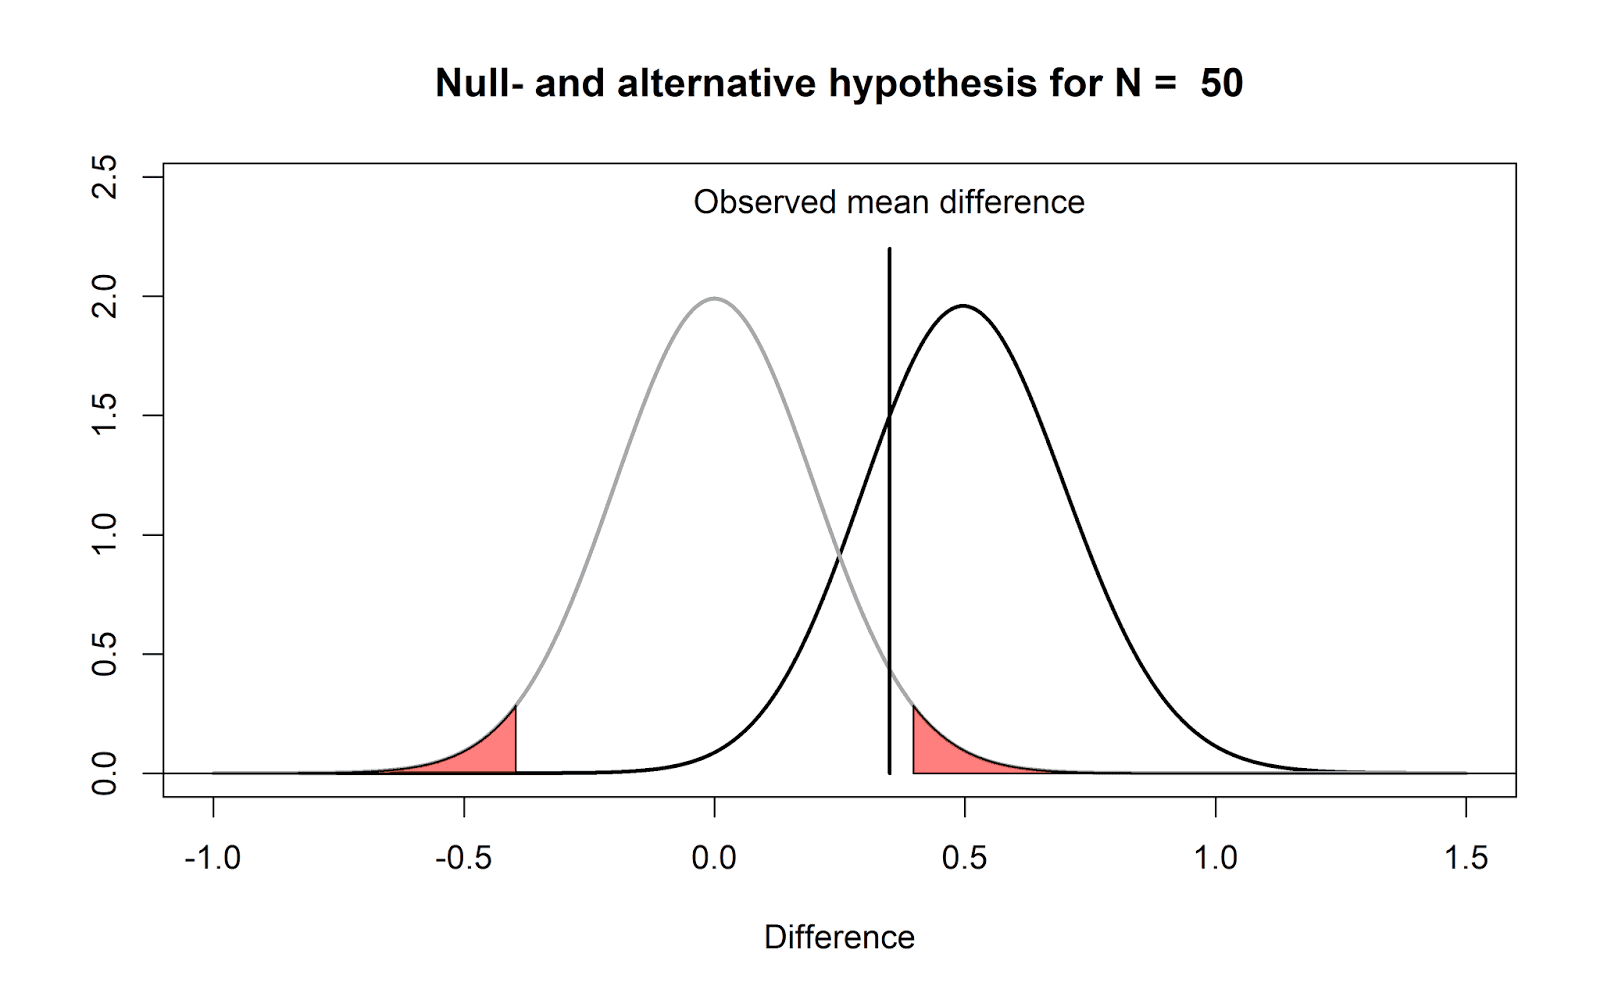 Null- and alternative hypothesis for N =  50
Observed mean difference
2.5
2.0
1.5
1.0
0.5
0.0
-1.0 -0.5 0.0 0.5 1.0 1.5
Difference